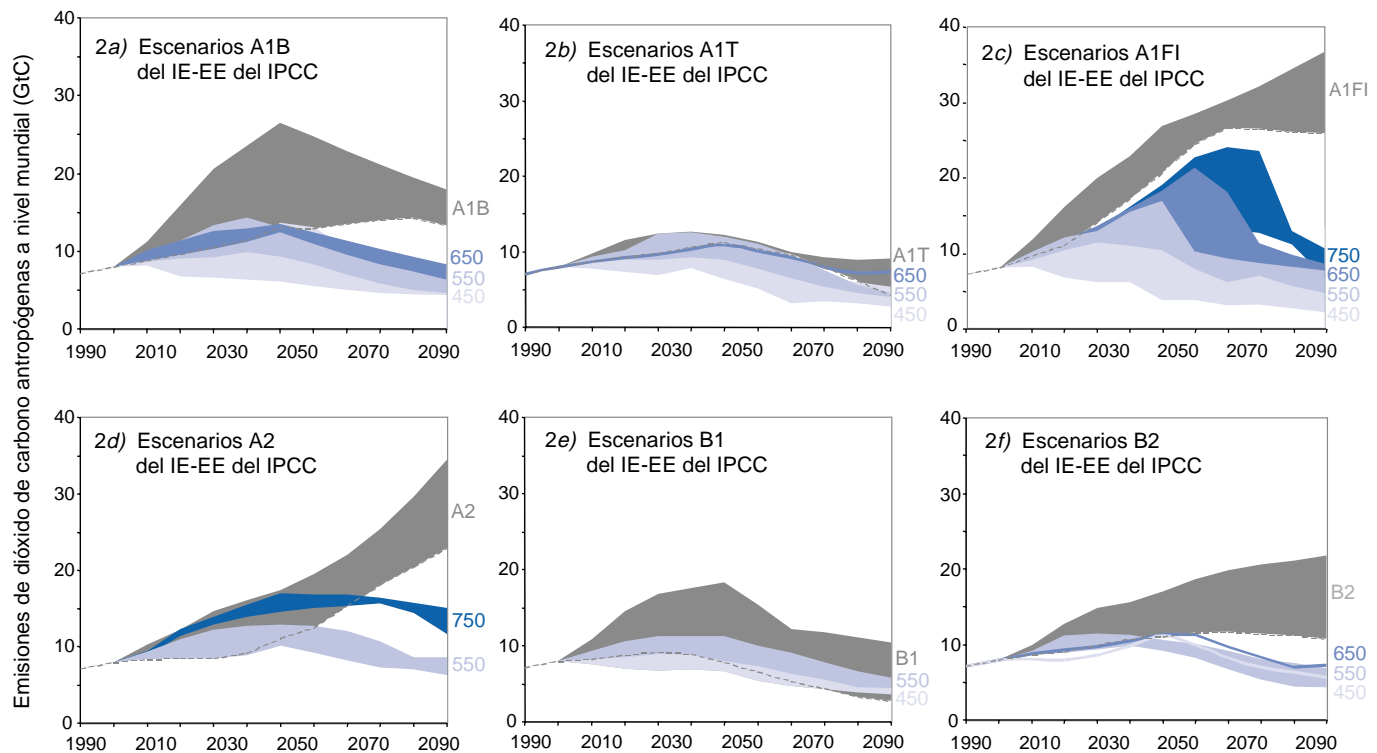 Emisiones de dióxido de carbono antropógenas a nivel mundial (GtC)
40
30
20
10
0
2a) Escenarios A1B
del IE-EE del IPCC
A1B
650
550
450
1990 2010 2030 2050 2070 2090
40
30
20
10
0
2b) Escenarios A1T
del IE-EE del IPCC
A1T
650
550
450
1990 2010 2030 2050 2070 2090
40
30
20
10
0
2c) Escenarios A1FI
del IE-EE del IPCC
A1FI
750
650
550
450
1990 2010 2030 2050 2070 2090
40
30
20
10
0
2d) Escenarios A2
del IE-EE del IPCC
A2
750
550
1990 2010 2030 2050 2070 2090
40
30
20
10
0
2e) Escenarios B1
del IE-EE del IPCC
B1
550
450
1990 2010 2030 2050 2070 2090
40
30
20
10
0
2f) Escenarios B2
del IE-EE del IPCC
B2
650
550
450
1990 2010 2030 2050 2070 2090